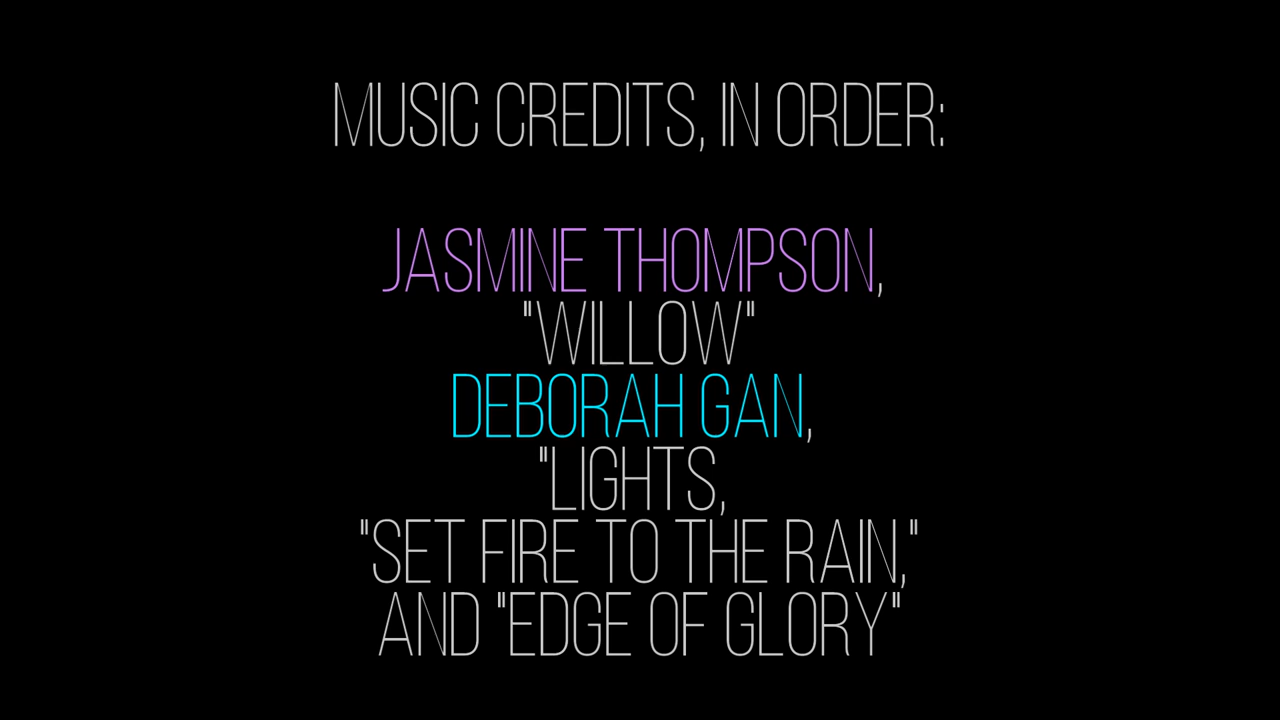 MUSIC CREDITS, IN ORDER:
JASMINE THOMPSON,
"WILLOW"
DEBORAH GAN,
"LIGHTS,
"SET FIRE TO THE RAIN,"
AND "EDGE OF GLORY"